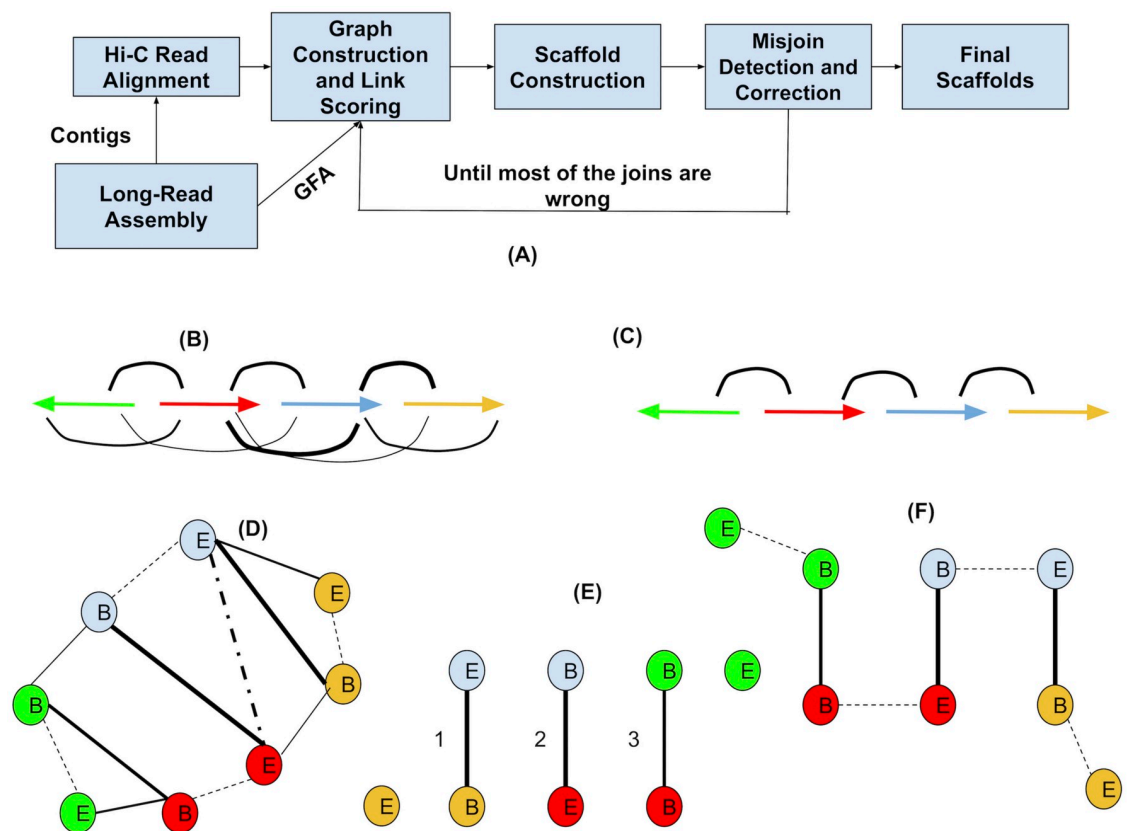 Hi-C Read
Alignment
Graph
Construction
and Link
Scoring
Scaffold
Construction
Misjoin
Detection and
Correction
Final
Scaffolds
Contigs
Long-Read
Assembly
GFA
Until most of the joins are
wrong
(A)
(B)
(C)
(D)
E
B
E
B
B
E
E
B
(E)
E
B
B
E
1
2
3
E
B
E
B
(F)
E
B
B
E
B
E
B
E